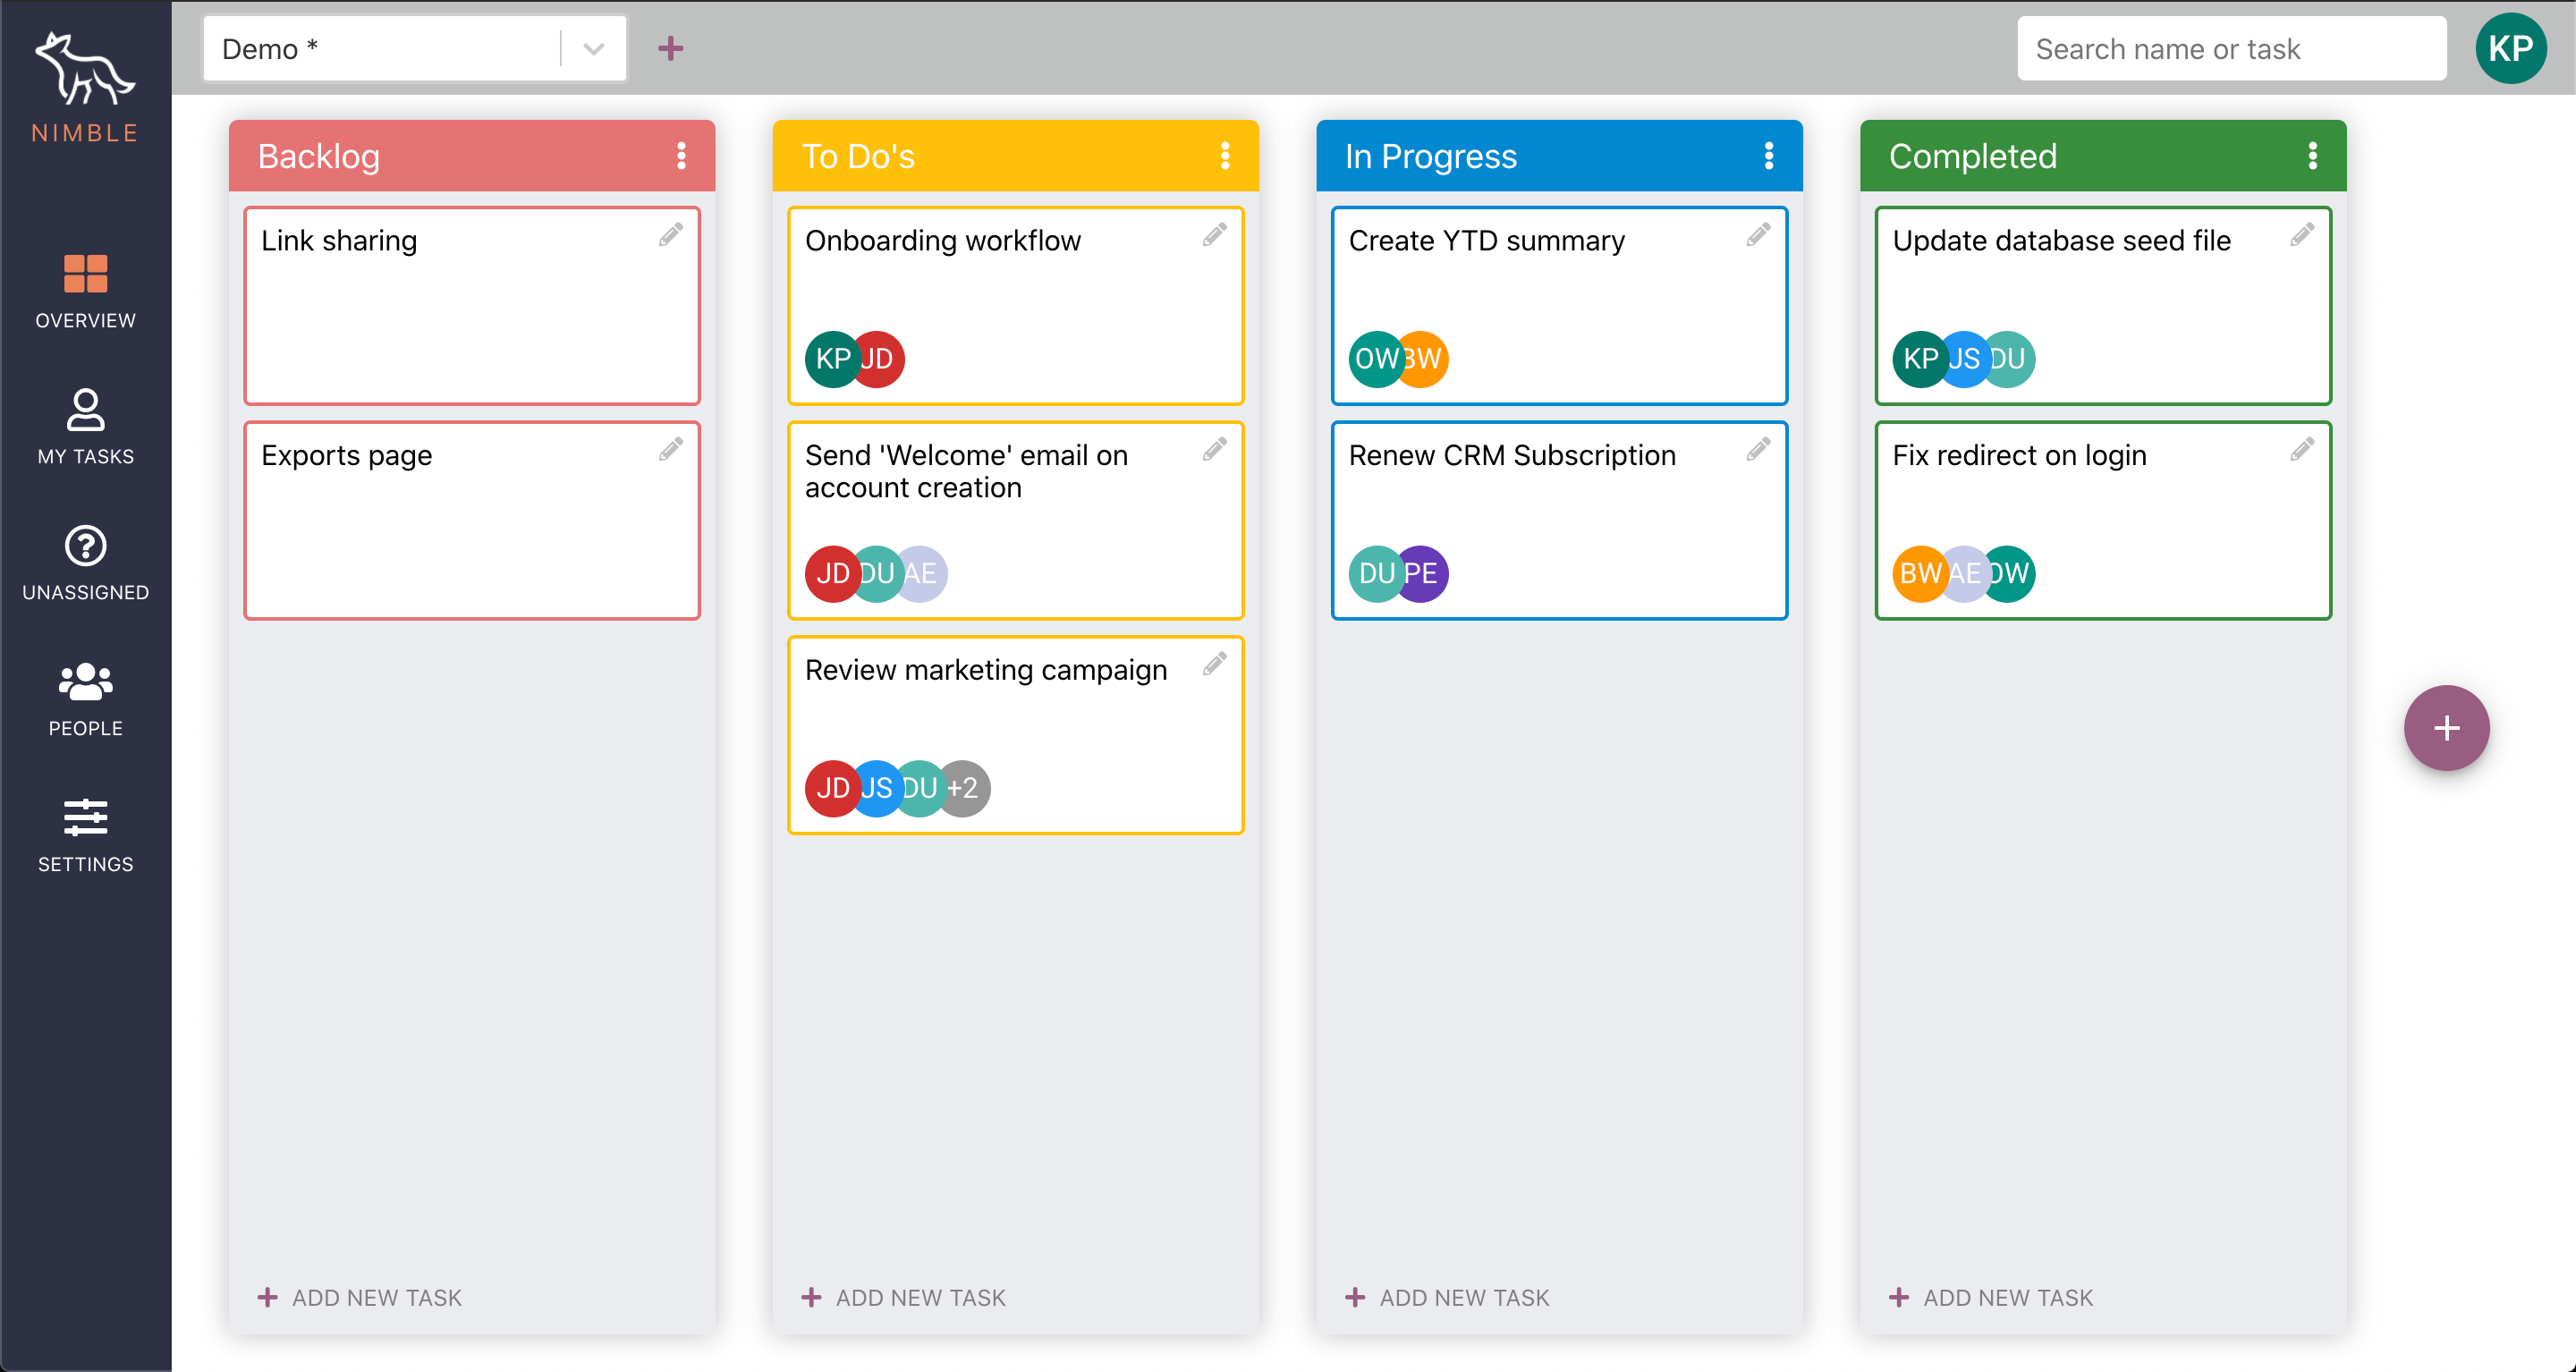 NIMBLE
OVERVIEW
MY TASKS
UNASSIGNED
PEOPLE
SETTINGS
Demo *
Search name or task
KP
Backlog
Link sharing
Exports page
ADD NEW TASK
To Do's
Onboarding workflow
KP JD
Send 'Welcome' email on
account creation
JD DU AE
Review marketing campaign
JD JS DU +2
ADD NEW TASK
In Progress
Create YTD summary
OW BW
Renew CRM Subscription
DU PE
ADD NEW TASK
Completed
Update database seed file
KP JS DU
Fix redirect on login
BW AE OW
ADD NEW TASK